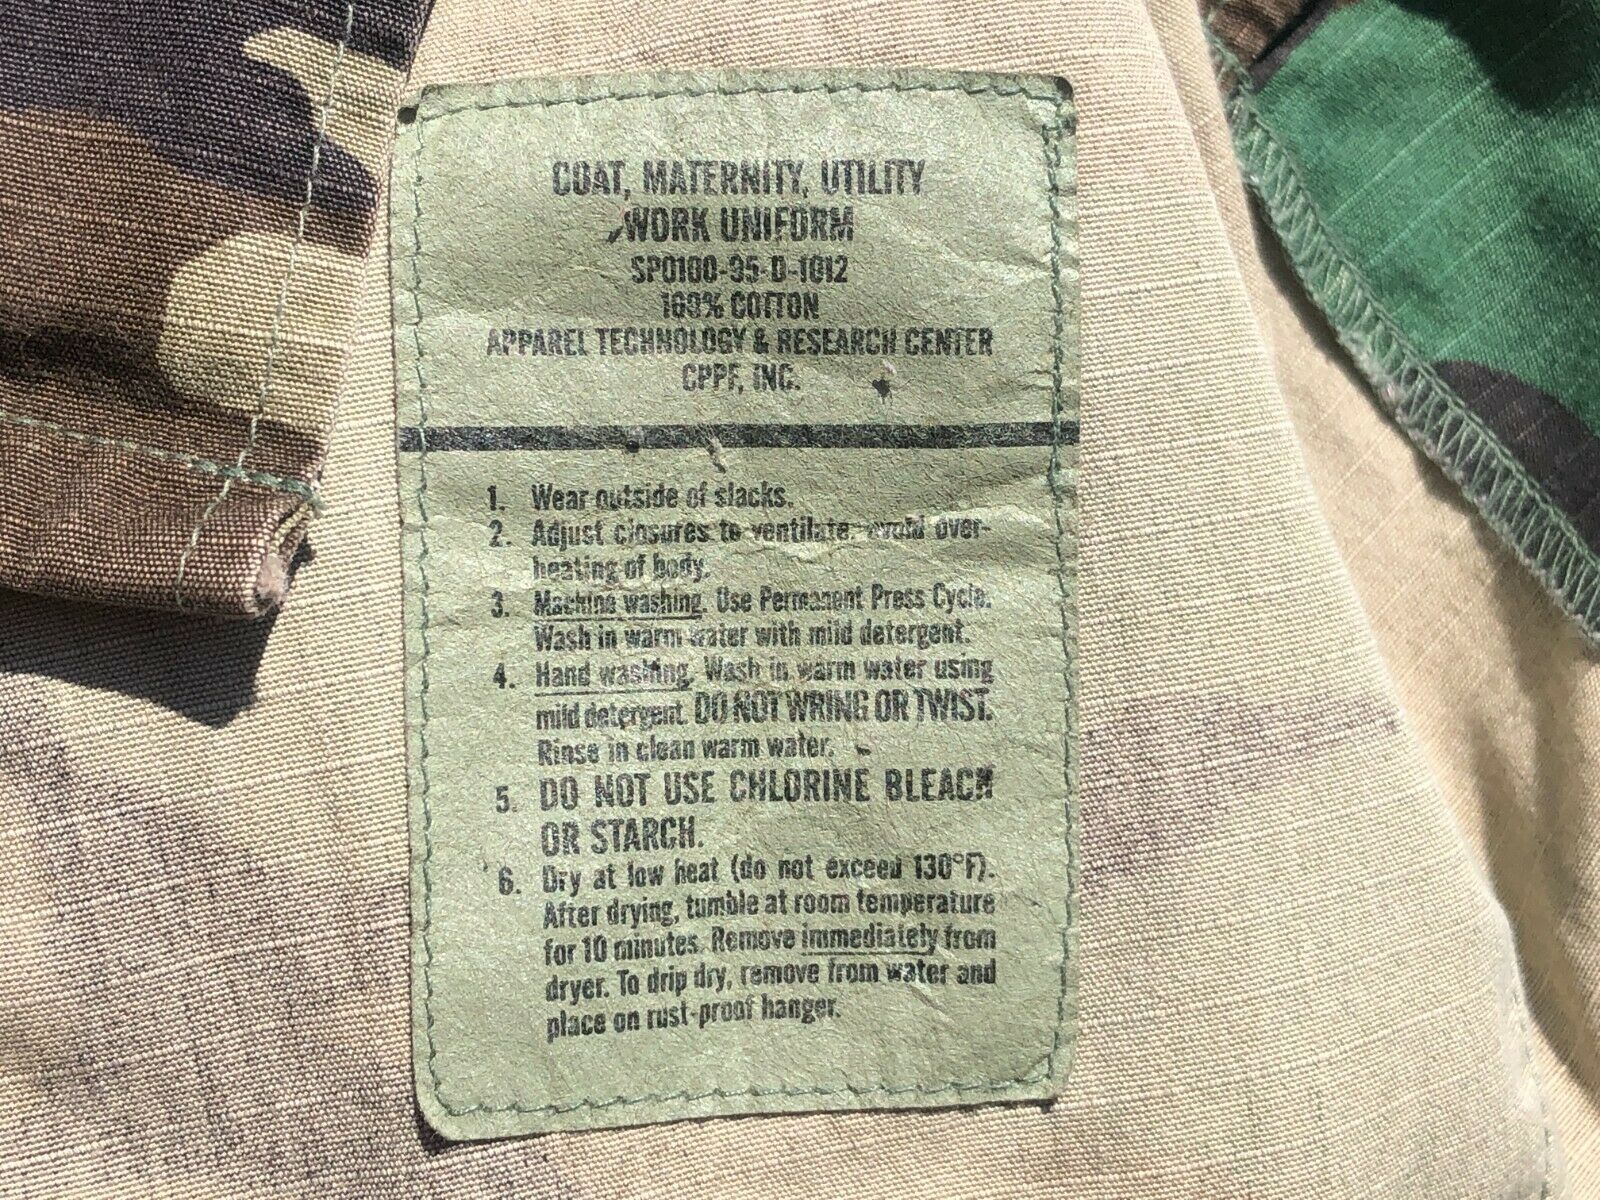 COAT, MATERNITY, UTILITY
WORK UNIFORM
SPO100-95-D-1012
100% COTTON
APPAREL TECHNOLOGY & RESEARCH CENTER
CPPF, INC.
1. Wear outside of slacks.
2. Adjust closures to ventilate; avoid over-
heating of body.
3. Machine washing. Use Permanent Press Cycle.
Wash in warm water with mild detergent.
4. Hand washing. Wash in warm water using
mild detergent. DO NOT WRING OR TWIST.
Rinse in clean warm water.
5. DO NOT USE CHLORINE BLEACH
OR STARCH.
6. Dry at low heat (do not exceed 130°F).
After drying, tumble at room temperature
for 10 minutes. Remove immediately from
dryer. To drip dry, remove from water and
place on rust-proof hanger.